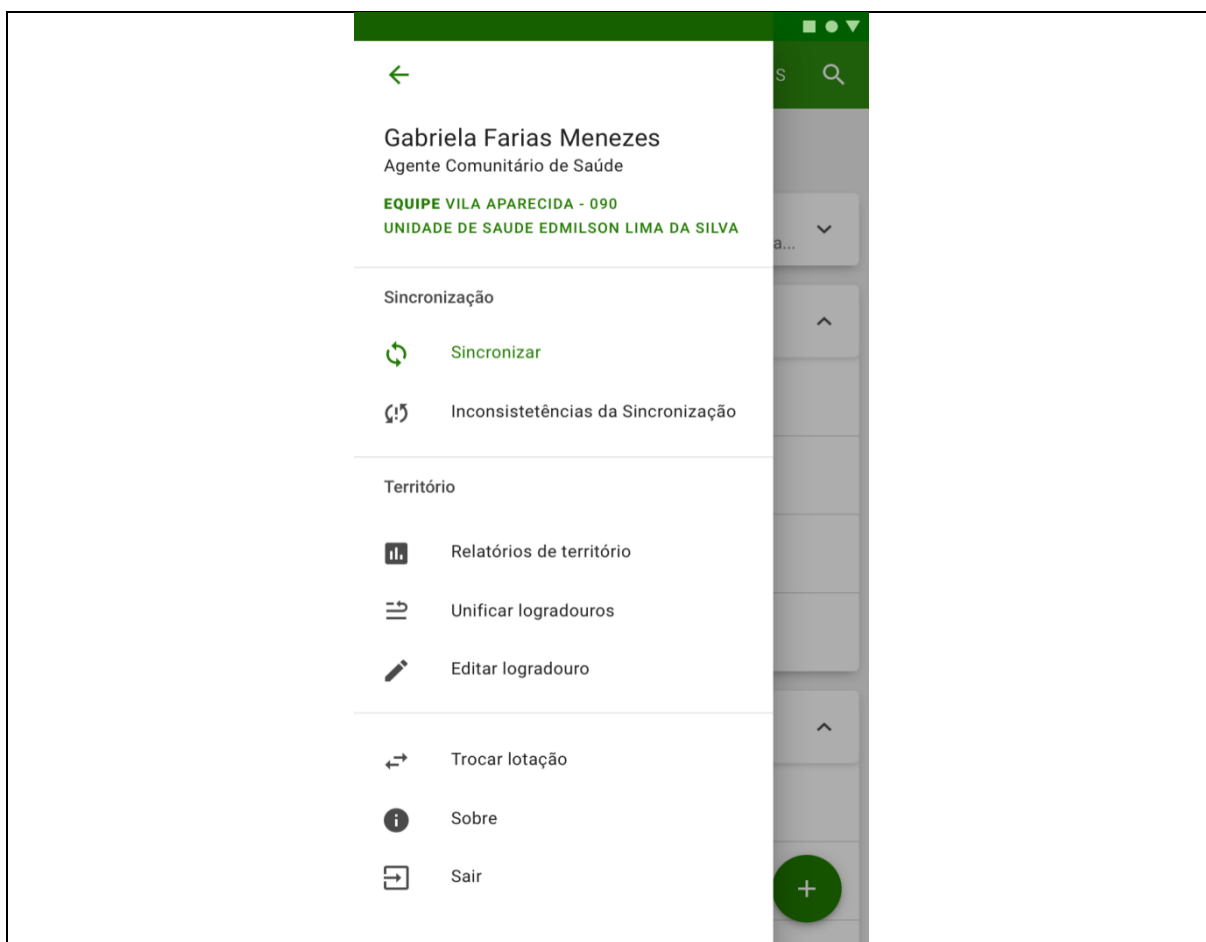 S
Gabriela Farias Menezes
Agente Comunitário de Saúde
EQUIPE VILA APARECIDA - 090
UNIDADE DE SAUDE EDMILSON LIMA DA SILVA
a...
Sincronização
Sincronizar
Inconsistetências da Sincronização
Território
Relatórios de território
Unificar logradouros
Editar logradouro
Trocar lotação
Sobre
Sair